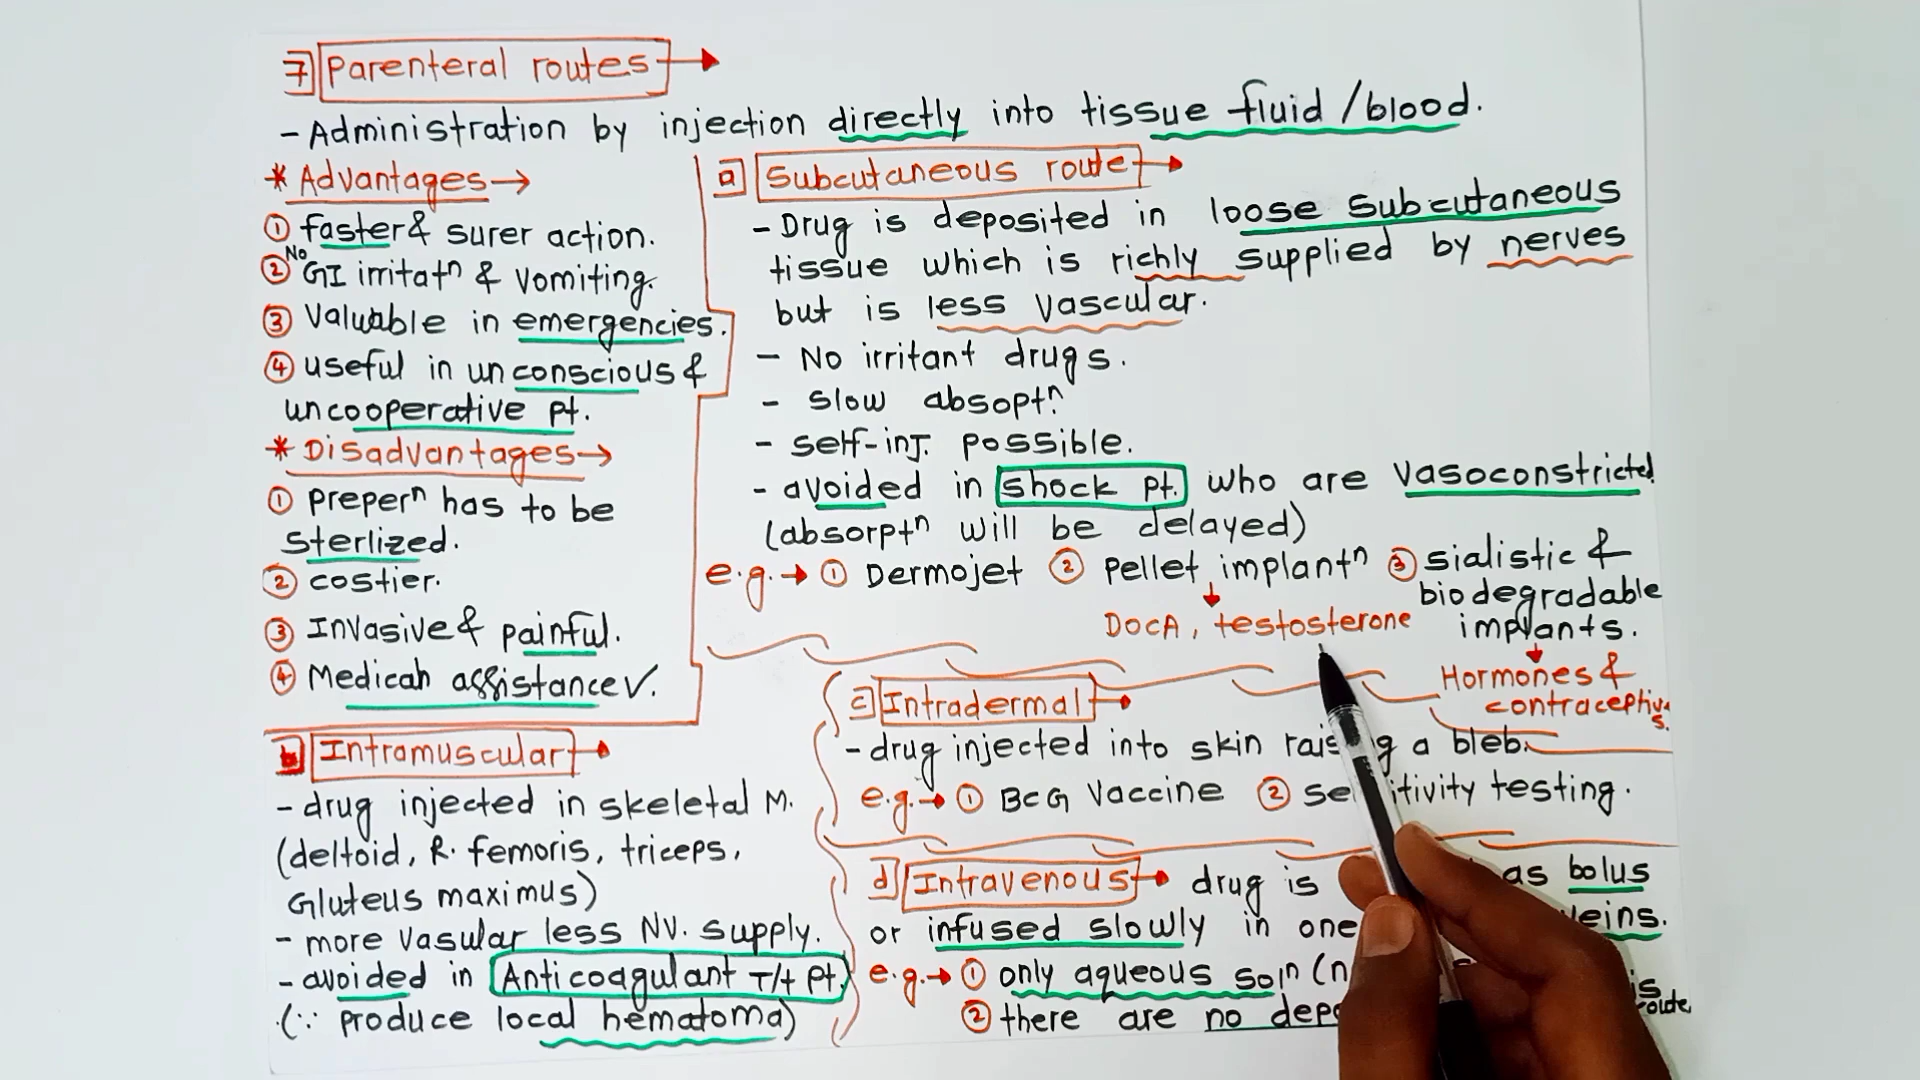 7 Parenteral routes →
- Administration by injection directly into tissue fluid / blood.
* Advantages →
① faster & surer action.
② No GI irritatn & vomiting.
③ valuable in emergencies.
④ useful in unconscious &
uncooperative pt.
* Disadvantages →
① prepern has to be
sterlized.
② costier.
③ Invasive & painful.
④ Medicah assistance ✓.
a Subcutaneous route →
- Drug is deposited in loose subcutaneous
tissue which is richly supplied by nerves
but is less vascular.
- No irritant drugs.
- slow absoptn.
- self-inj. possible.
- avoided in shock pt. who are vasoconstricted
(absorptn will be delayed)
e.g. → ① Dermojet ② pellet implantn ③ sialistic &
biodegradable
implants.
DOCA, testosterone
Hormones &
contraceptives.
b Intramuscular →
- drug injected in skeletal M.
(deltoid, R. femoris, triceps,
Gluteus maximus)
- more vasular less NV. supply.
- avoided in Anticoagulant T/t pt.
(∵ produce local hematoma)
c Intradermal →
- drug injected into skin raising a bleb.
e.g. → ① BCG vaccine ② sensitivity testing.
d Intravenous → drug is as bolus
or infused slowly in one veins.
e.g. → ① only aqueous soln (n
② there are no depo route